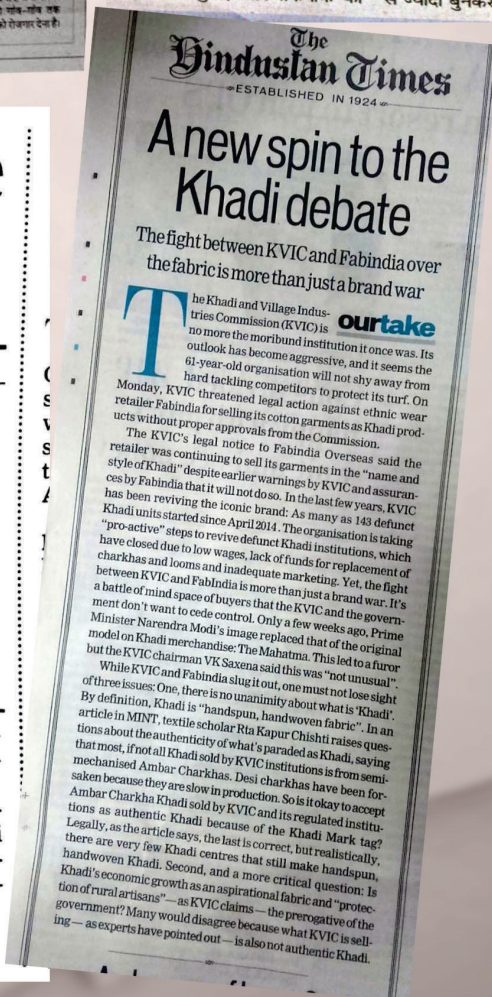 गांव-गांव तक
को रोजगार देना है।
से ज्यादा बुनकर
The
Hindustan Times
ESTABLISHED IN 1924
A new spin to the
Khadi debate
The fight between KVIC and Fabindia over
the fabric is more than just a brand war
ourtake
The Khadi and Village Indus-
tries Commission (KVIC) is
no more the moribund institution it once was. Its
outlook has become aggressive, and it seems the
61-year-old organisation will not shy away from
hard tackling competitors to protect its turf. On
Monday, KVIC threatened legal action against ethnic wear
retailer Fabindia for selling its cotton garments as Khadi prod-
ucts without proper approvals from the Commission.
The KVIC's legal notice to Fabindia Overseas said the
retailer was continuing to sell its garments in the "name and
style of Khadi" despite earlier warnings by KVIC and assuran-
ces by Fabindia that it will not do so. In the last few years, KVIC
has been reviving the iconic brand: As many as 143 defunct
Khadi units started since April 2014. The organisation is taking
"pro-active" steps to revive defunct Khadi institutions, which
have closed due to low wages, lack of funds for replacement of
charkhas and looms and inadequate marketing. Yet, the fight
between KVIC and FabIndia is more than just a brand war. It's
a battle of mind space of buyers that the KVIC and the govern-
ment don't want to cede control. Only a few weeks ago, Prime
Minister Narendra Modi's image replaced that of the original
model on Khadi merchandise: The Mahatma. This led to a furor
but the KVIC chairman VK Saxena said this was "not unusual".
While KVIC and Fabindia slug it out, one must not lose sight
of three issues: One, there is no unanimity about what is 'Khadi'.
By definition, Khadi is "handspun, handwoven fabric". In an
article in MINT, textile scholar Rta Kapur Chishti raises ques-
tions about the authenticity of what's paraded as Khadi, saying
that most, if not all Khadi sold by KVIC institutions is from semi-
mechanised Ambar Charkhas. Desi charkhas have been for-
saken because they are slow in production. So is it okay to accept
Ambar Charkha Khadi sold by KVIC and its regulated institu-
tions as authentic Khadi because of the Khadi Mark tag?
Legally, as the article says, the last is correct, but realistically,
there are very few Khadi centres that still make handspun,
handwoven Khadi. Second, and a more critical question: Is
Khadi's economic growth as an aspirational fabric and "protec-
tion of rural artisans"—as KVIC claims—the prerogative of the
government? Many would disagree because what KVIC is sell-
ing—as experts have pointed out—is also not authentic Khadi.